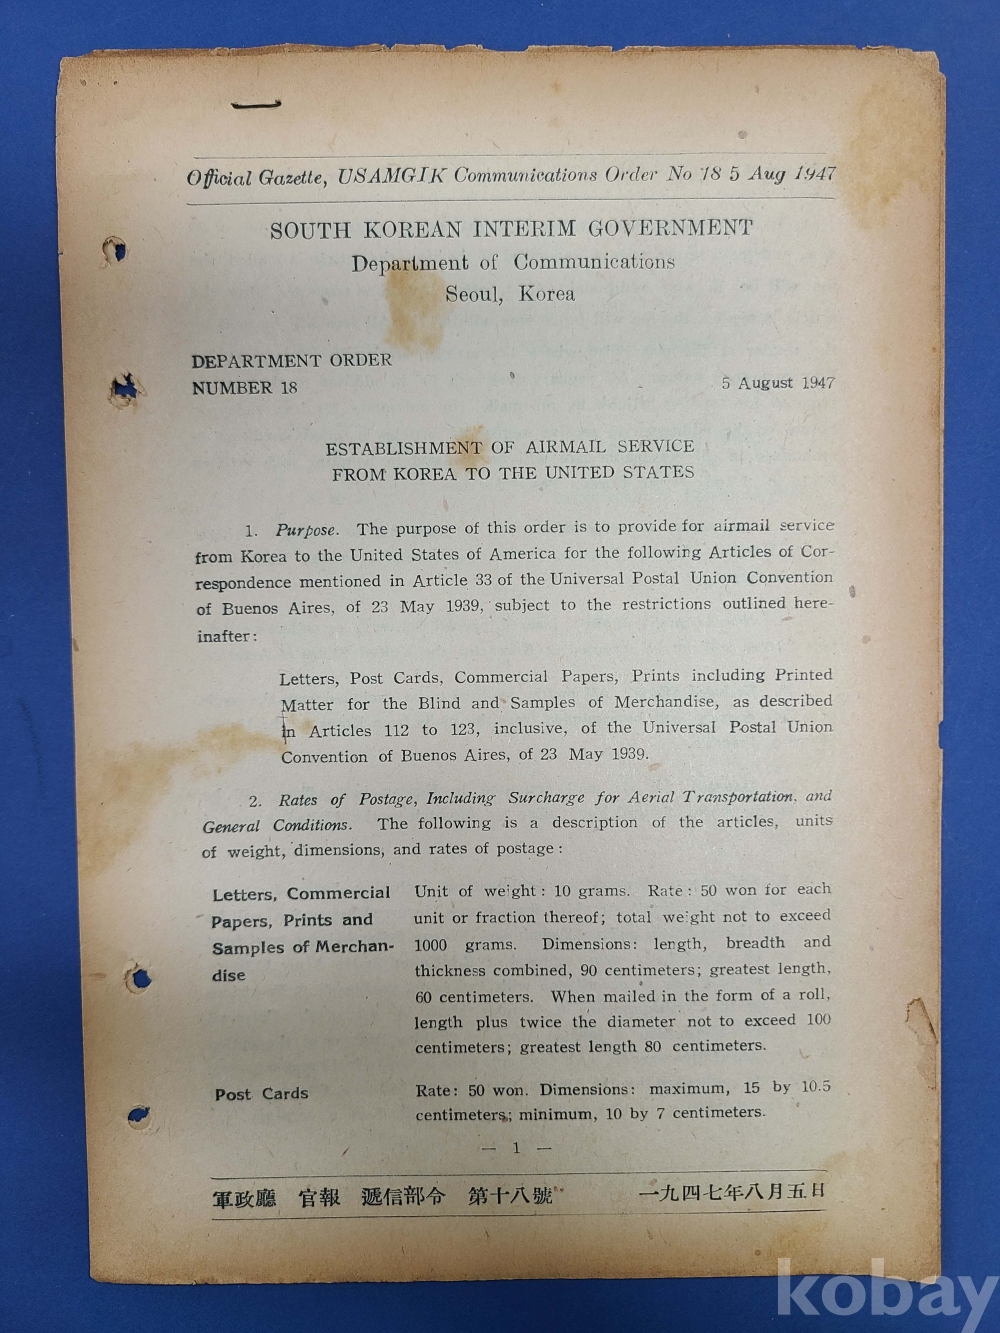 Official Gazette, USAMGIK Communications Order No 18 5 Aug 1947
SOUTH KOREAN INTERIM GOVERNMENT
Department of Communications
Seoul, Korea
DEPARTMENT ORDER
NUMBER 18
5 August 1947
ESTABLISHMENT OF AIRMAIL SERVICE
FROM KOREA TO THE UNITED STATES
1. Purpose. The purpose of this order is to provide for airmail service
from Korea to the United States of America for the following Articles of Cor-
respondence mentioned in Article 33 of the Universal Postal Union Convention
of Buenos Aires, of 23 May 1939, subject to the restrictions outlined here-
inafter:
Letters, Post Cards, Commercial Papers, Prints including Printed
Matter for the Blind and Samples of Merchandise, as described
in Articles 112 to 123, inclusive, of the Universal Postal Union
Convention of Buenos Aires, of 23 May 1939.
2. Rates of Postage, Including Surcharge for Aerial Transportation, and
General Conditions. The following is a description of the articles, units
of weight, dimensions, and rates of postage:
Letters, Commercial
Papers, Prints and
Samples of Merchan-
dise
Unit of weight: 10 grams. Rate: 50 won for each
unit or fraction thereof; total weight not to exceed
1000 grams. Dimensions: length, breadth and
thickness combined, 90 centimeters; greatest length,
60 centimeters. When mailed in the form of a roll,
length plus twice the diameter not to exceed 100
centimeters; greatest length 80 centimeters.
Post Cards
Rate: 50 won. Dimensions: maximum, 15 by 10.5
centimeters; minimum, 10 by 7 centimeters.
— 1 —
軍政廳 官報 遞信部令 第十八號 一九四七年八月五日
kobay